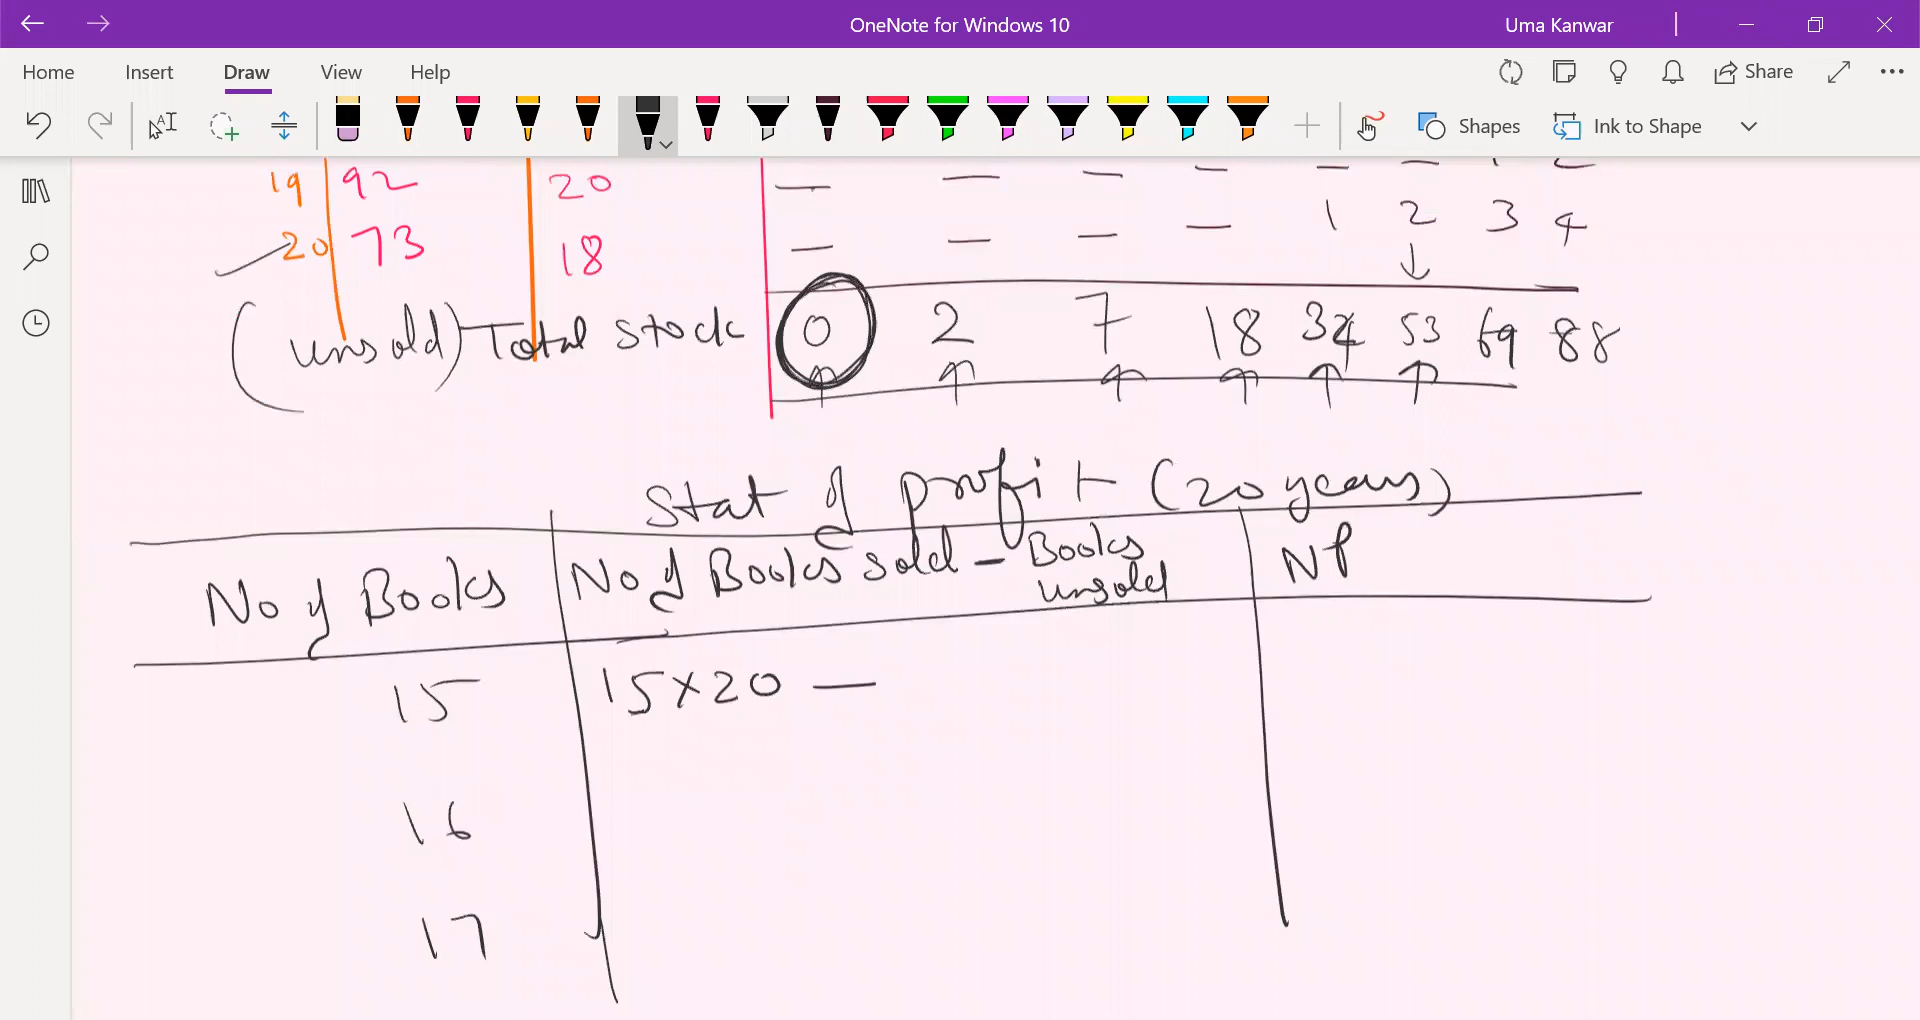 OneNote for Windows 10
Uma Kanwar
Home Insert Draw View Help
Share
Shapes Ink to Shape
19 92 20
20 73 18
1 2 3 4
(unsold) Total stock 0 2 7 18 34 53 69 88
Stat of profit (20 years)
No of Books No of Books sold - Books unsold NP
15 15×20 —
16
17